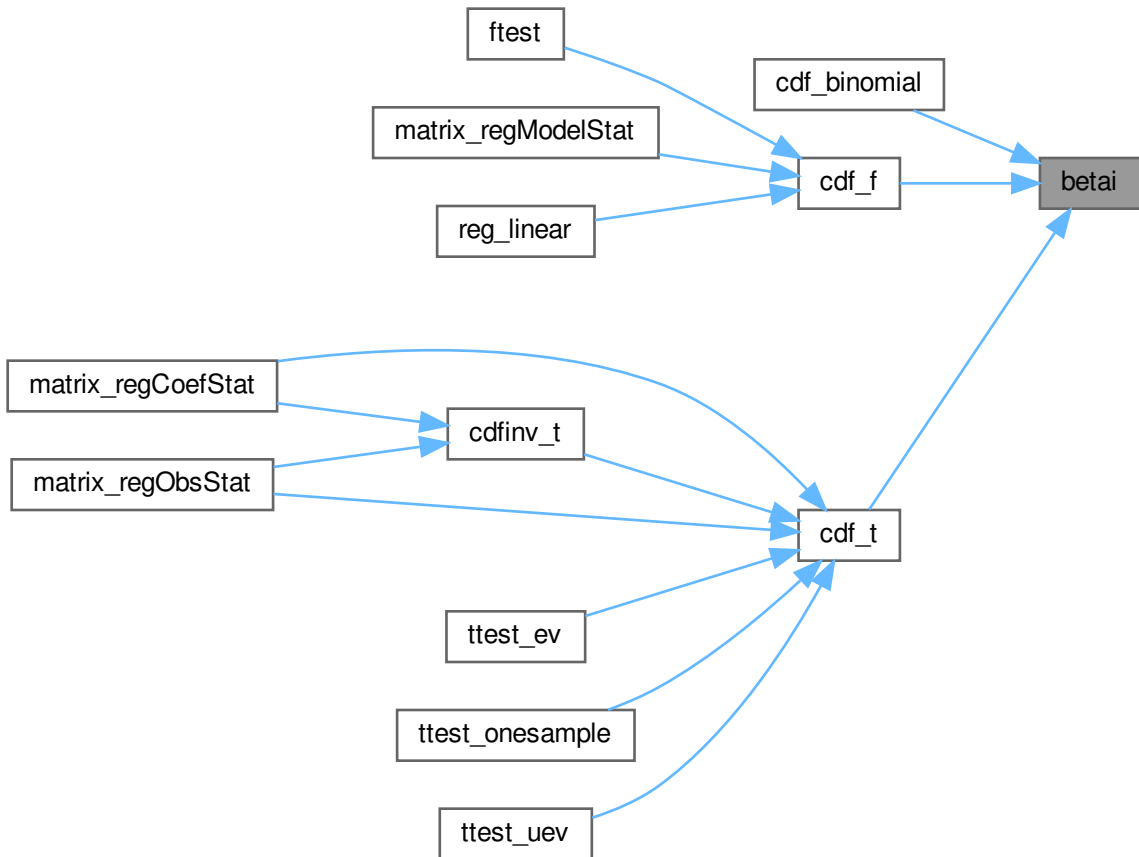 ftest
cdf_binomial
matrix_regModelStat
cdf_f
betai
reg_linear
matrix_regCoefStat
cdfinv_t
matrix_regObsStat
cdf_t
ttest_ev
ttest_onesample
ttest_uev